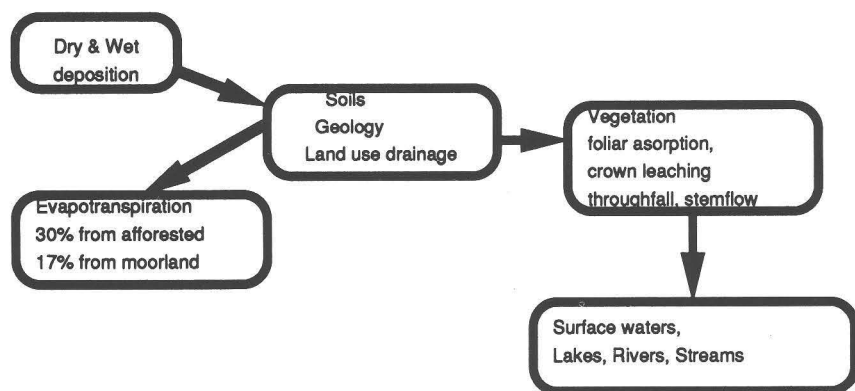 Dry & Wet
deposition
Soils
Geology
Land use drainage
Vegetation
foliar asorption,
crown leaching
throughfall, stemflow
Evapotranspiration
30% from afforested
17% from moorland
Surface waters,
Lakes, Rivers, Streams